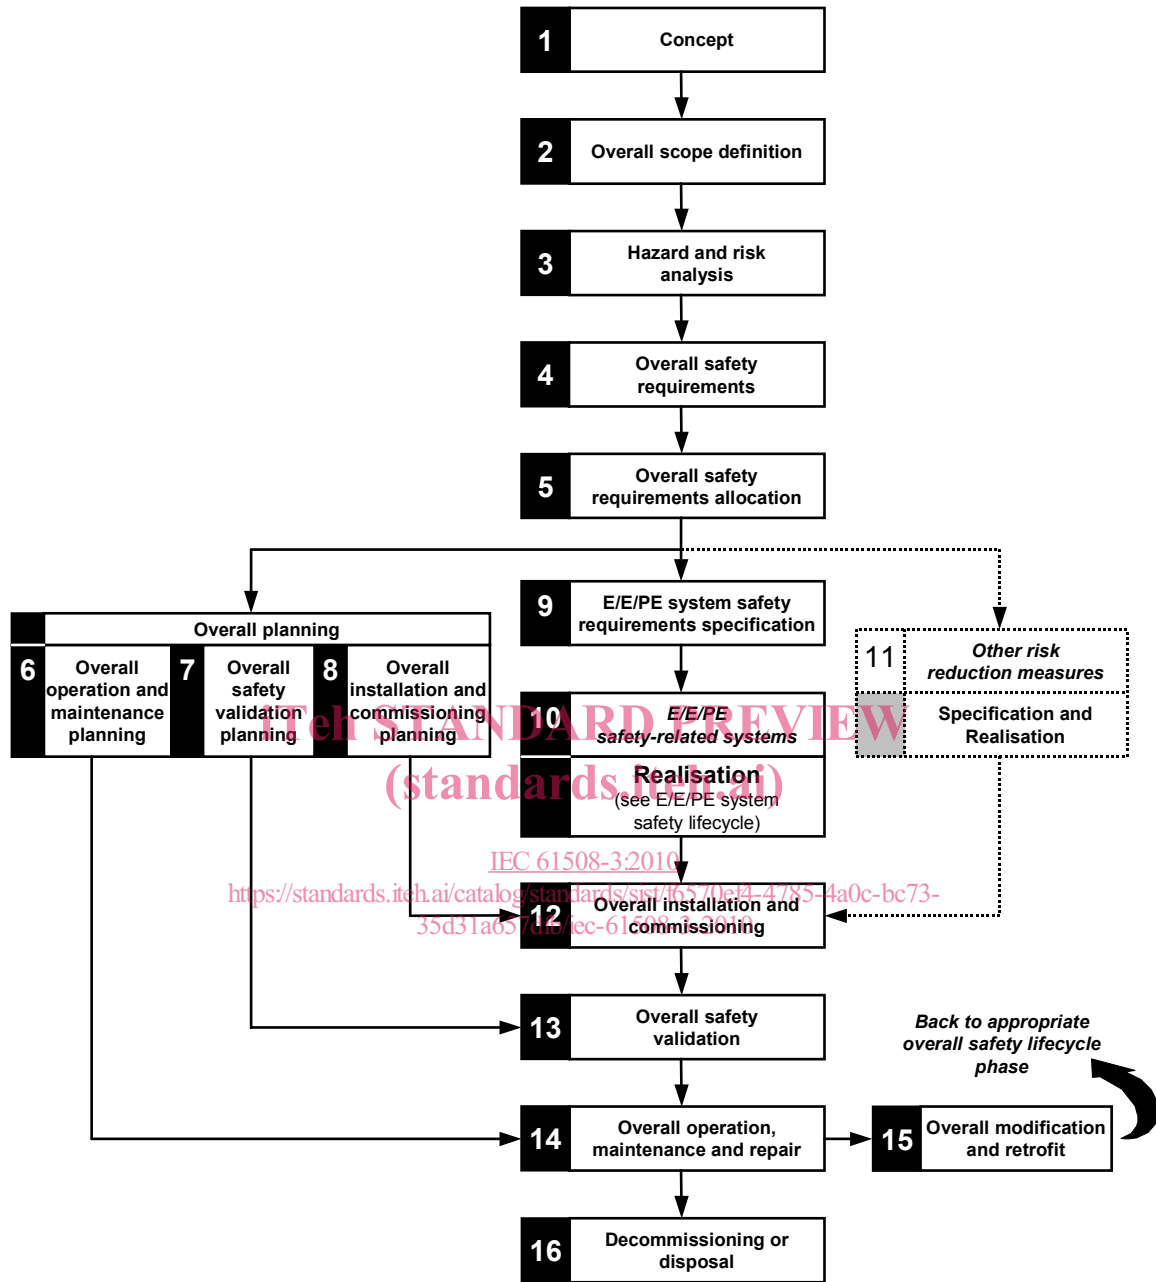 1
Concept
2
Overall scope definition
3
Hazard and risk
analysis
4
Overall safety
requirements
5
Overall safety
requirements allocation
9
E/E/PE system safety
requirements specification
Overall planning
6
Overall
operation and
maintenance
planning
7
Overall
safety
validation
planning
8
Overall
installation and
commissioning
planning
11
Other risk
reduction measures
Specification and
Realisation
10
E/E/PE
safety-related systems
Realisation
(see E/E/PE system
safety lifecycle)
iTeh STANDARD PREVIEW
(standards.iteh.ai)
IEC 61508-3:2010
https://standards.iteh.ai/catalog/standards/sist/f6570ef4-4785-4a0c-bc73-
12
Overall installation and
commissioning
13
Overall safety
validation
Back to appropriate
overall safety lifecycle
phase
14
Overall operation,
maintenance and repair
15
Overall modification
and retrofit
16
Decommissioning or
disposal